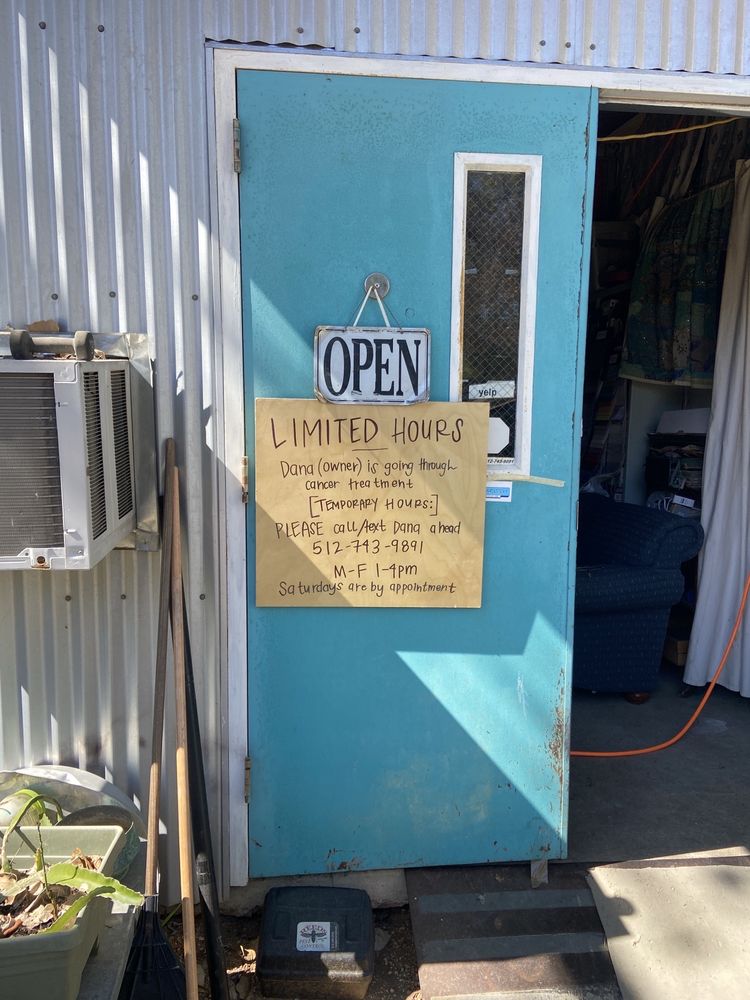 OPEN
yelp
LIMITED HOURS
Dana (owner) is going through
cancer treatment
[TEMPORARY HOURS:]
PLEASE call/text Dana ahead
512-743-9891
M-F 1-4pm
Saturdays are by appointment